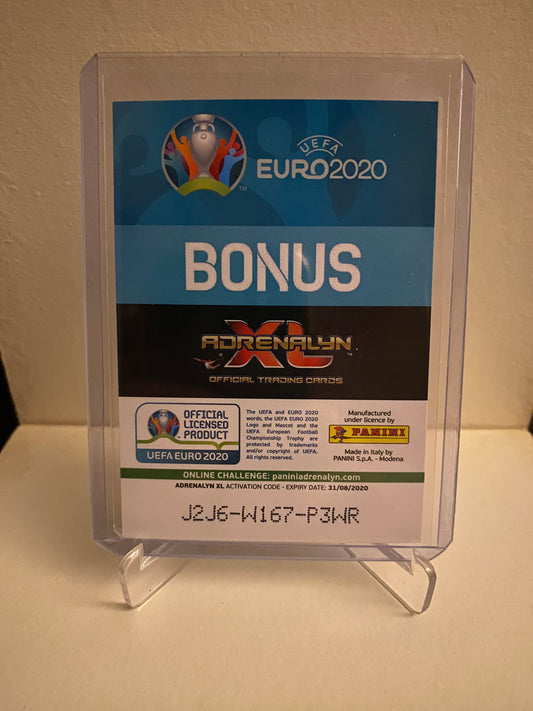 UEFA
EURO2020
TM
BONUS
ADRENALYN
XL
TM
OFFICIAL TRADING CARDS
OFFICIAL
LICENSED
PRODUCT
UEFA EURO 2020
The UEFA and EURO 2020
words, the UEFA EURO 2020
Logo and Mascot and the
UEFA European Football
Championship Trophy are
protected by trademarks
and/or copyright of UEFA.
All rights reserved.
Manufactured
under licence by
PANINI
Made in Italy by
PANINI S.p.A. - Modena
ONLINE CHALLENGE: paniniadrenalyn.com
ADRENALYN XL ACTIVATION CODE - EXPIRY DATE: 31/08/2020
J2J6-W167-P3WR